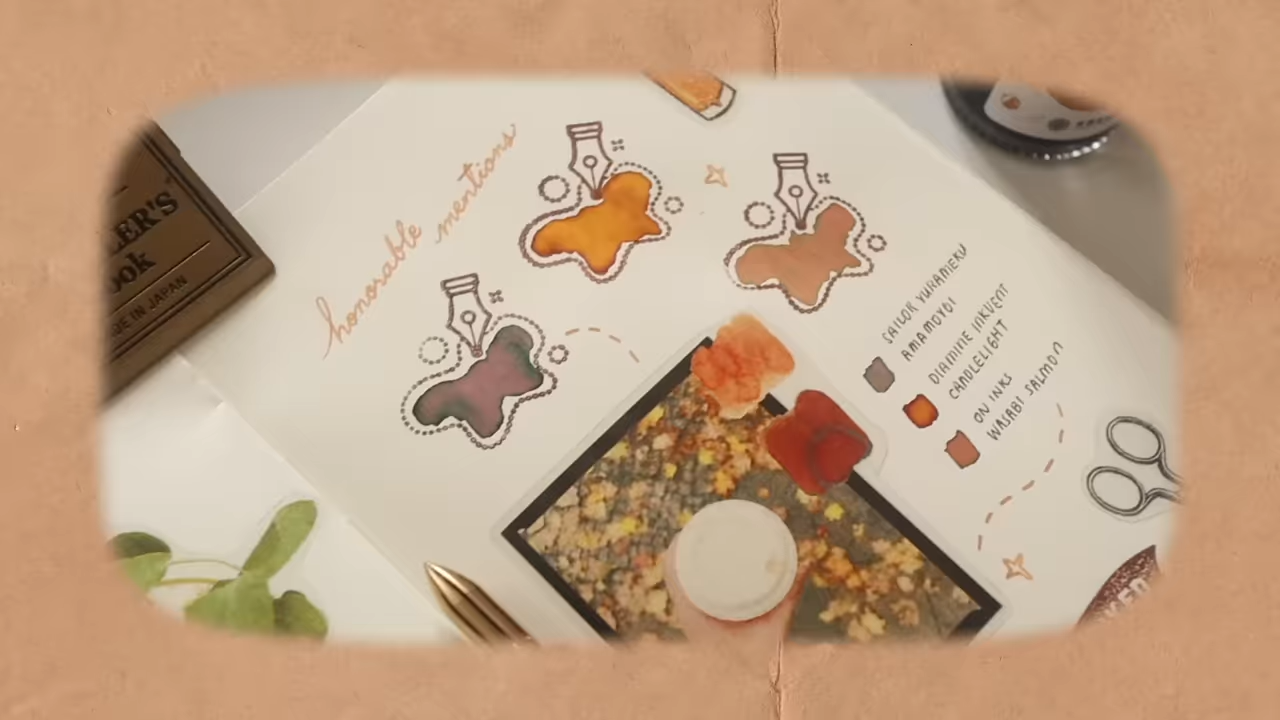 honorable mentions
SAILOR YURAMEKU
AMAMOYOI
DIAMINE INKVENT
CANDLELIGHT
ON INKS
WASABI SALMON
LER'S
ook
DE IN JAPAN